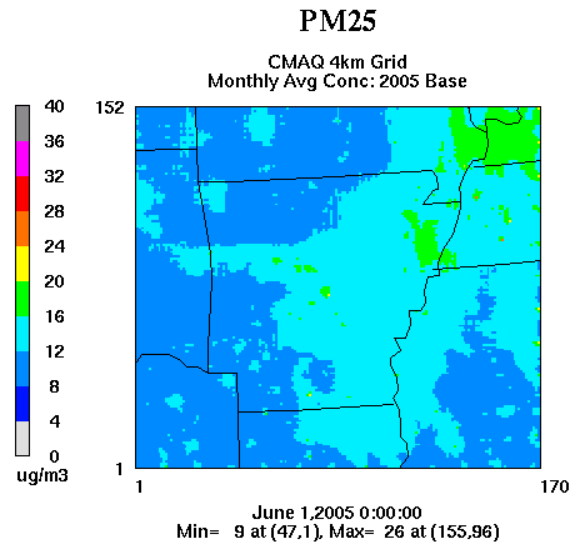 PM25
CMAQ 4km Grid
Monthly Avg Conc: 2005 Base
40
36
32
28
24
20
16
12
8
4
0
ug/m3
152
1
1
170
June 1,2005 0:00:00
Min=  9 at (47,1), Max=  26 at (155,96)